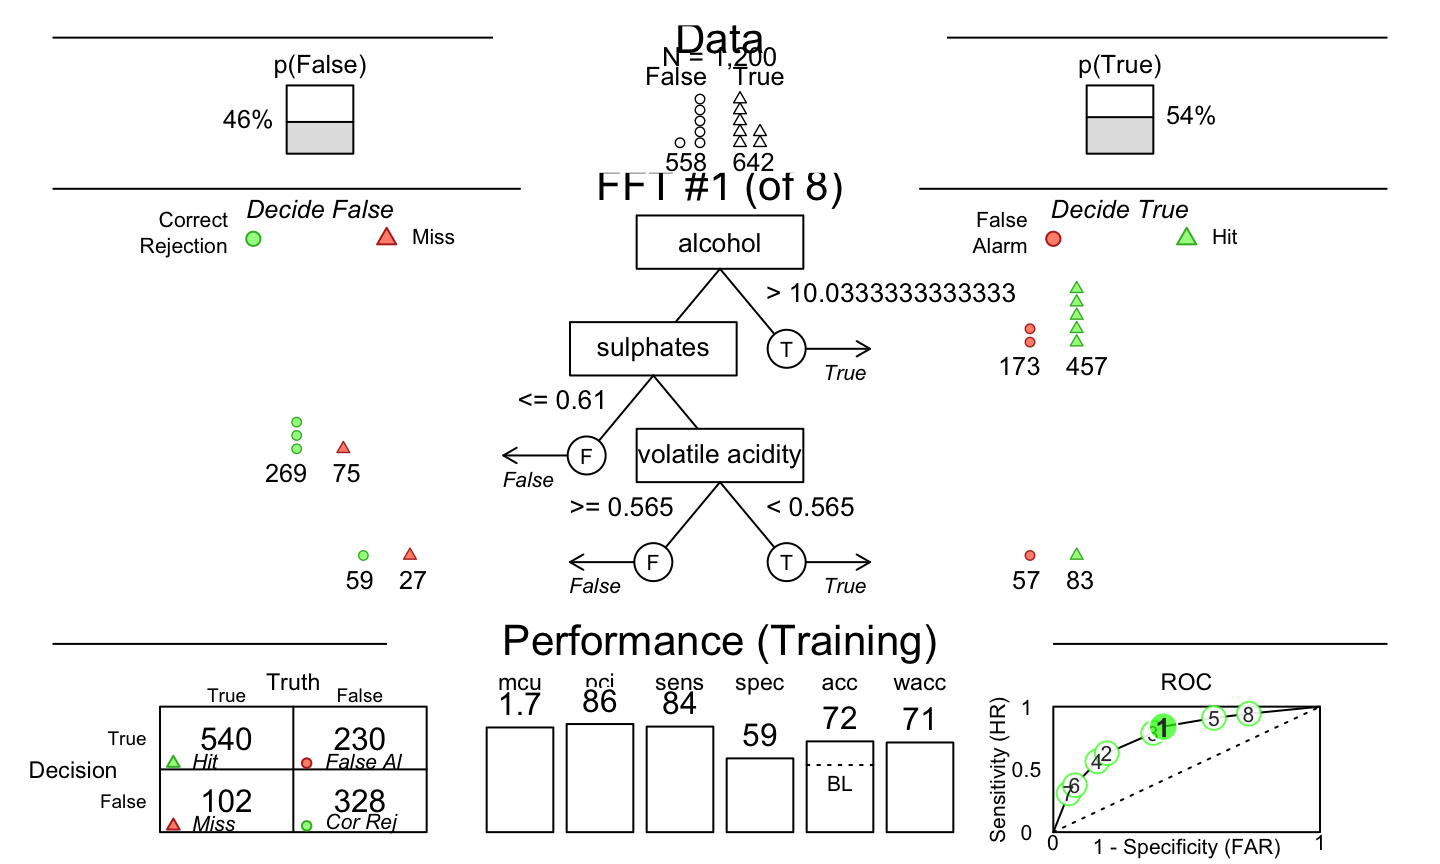 Data
N = 1,200
p(False)
False True
p(True)
46%
54%
558 642
FFT #1 (of 8)
Decide False
Decide True
Correct
Rejection
Miss
False
Alarm
Hit
alcohol
> 10.0333333333333
sulphates
T
True
173 457
<= 0.61
F
False
volatile acidity
269 75
>= 0.565
< 0.565
F
False
T
True
59 27
57 83
Performance (Training)
Truth
True False
Decision
True
540
Hit
230
False Al
False
102
Miss
328
Cor Rej
mcu pci sens spec acc wacc
1.7 86 84 59 72 71
BL
ROC
Sensitivity (HR)
1
0.5
0
3 1 5 8
4 2
7 6
0 1
1 - Specificity (FAR)